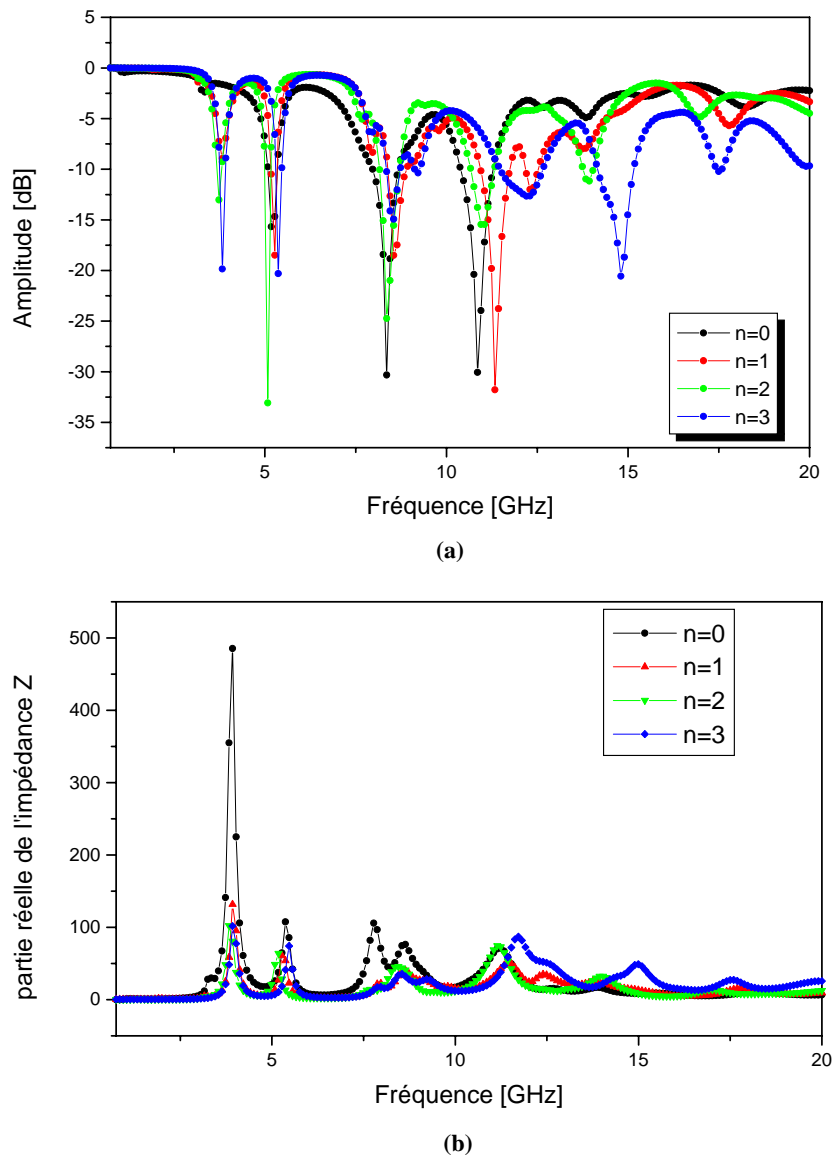 5
0
-5
-10
-15
-20
-25
-30
-35
Amplitude [dB]
n=0
n=1
n=2
n=3
5
10
15
20
Fréquence [GHz]
(a)
500
400
300
200
100
0
partie réelle de l'impédance Z
n=0
n=1
n=2
n=3
5
10
15
20
Fréquence [GHz]
(b)